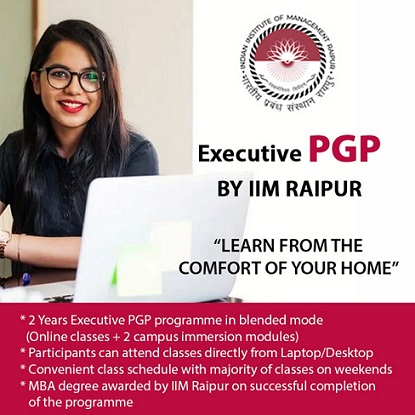 INDIAN INSTITUTE OF MANAGEMENT RAIPUR
भारतीय प्रबंध संस्थान रायपुर
Executive PGP
BY IIM RAIPUR
“LEARN FROM THE
COMFORT OF YOUR HOME”
* 2 Years Executive PGP programme in blended mode
(Online classes + 2 campus immersion modules)
* Participants can attend classes directly from Laptop/Desktop
* Convenient class schedule with majority of classes on weekends
* MBA degree awarded by IIM Raipur on successful completion
of the programme